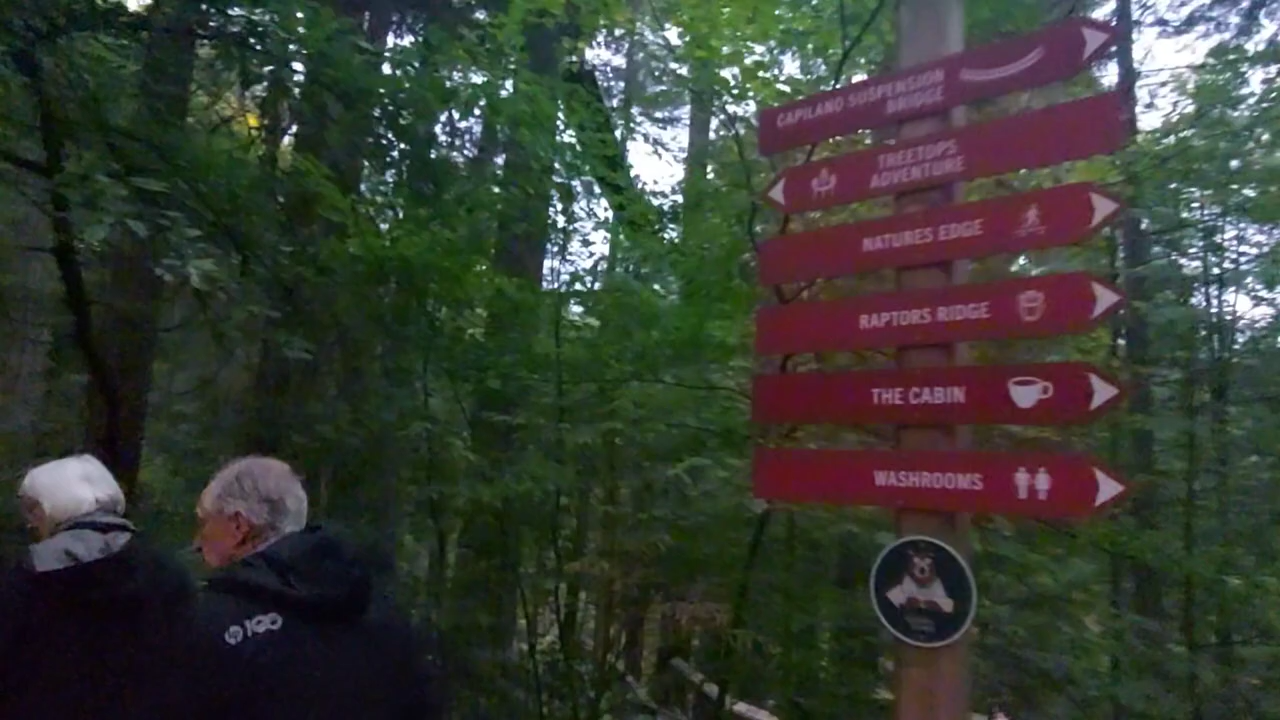 CAPILANO SUSPENSION
BRIDGE
TREETOPS
ADVENTURE
NATURES EDGE
RAPTORS RIDGE
THE CABIN
WASHROOMS
100